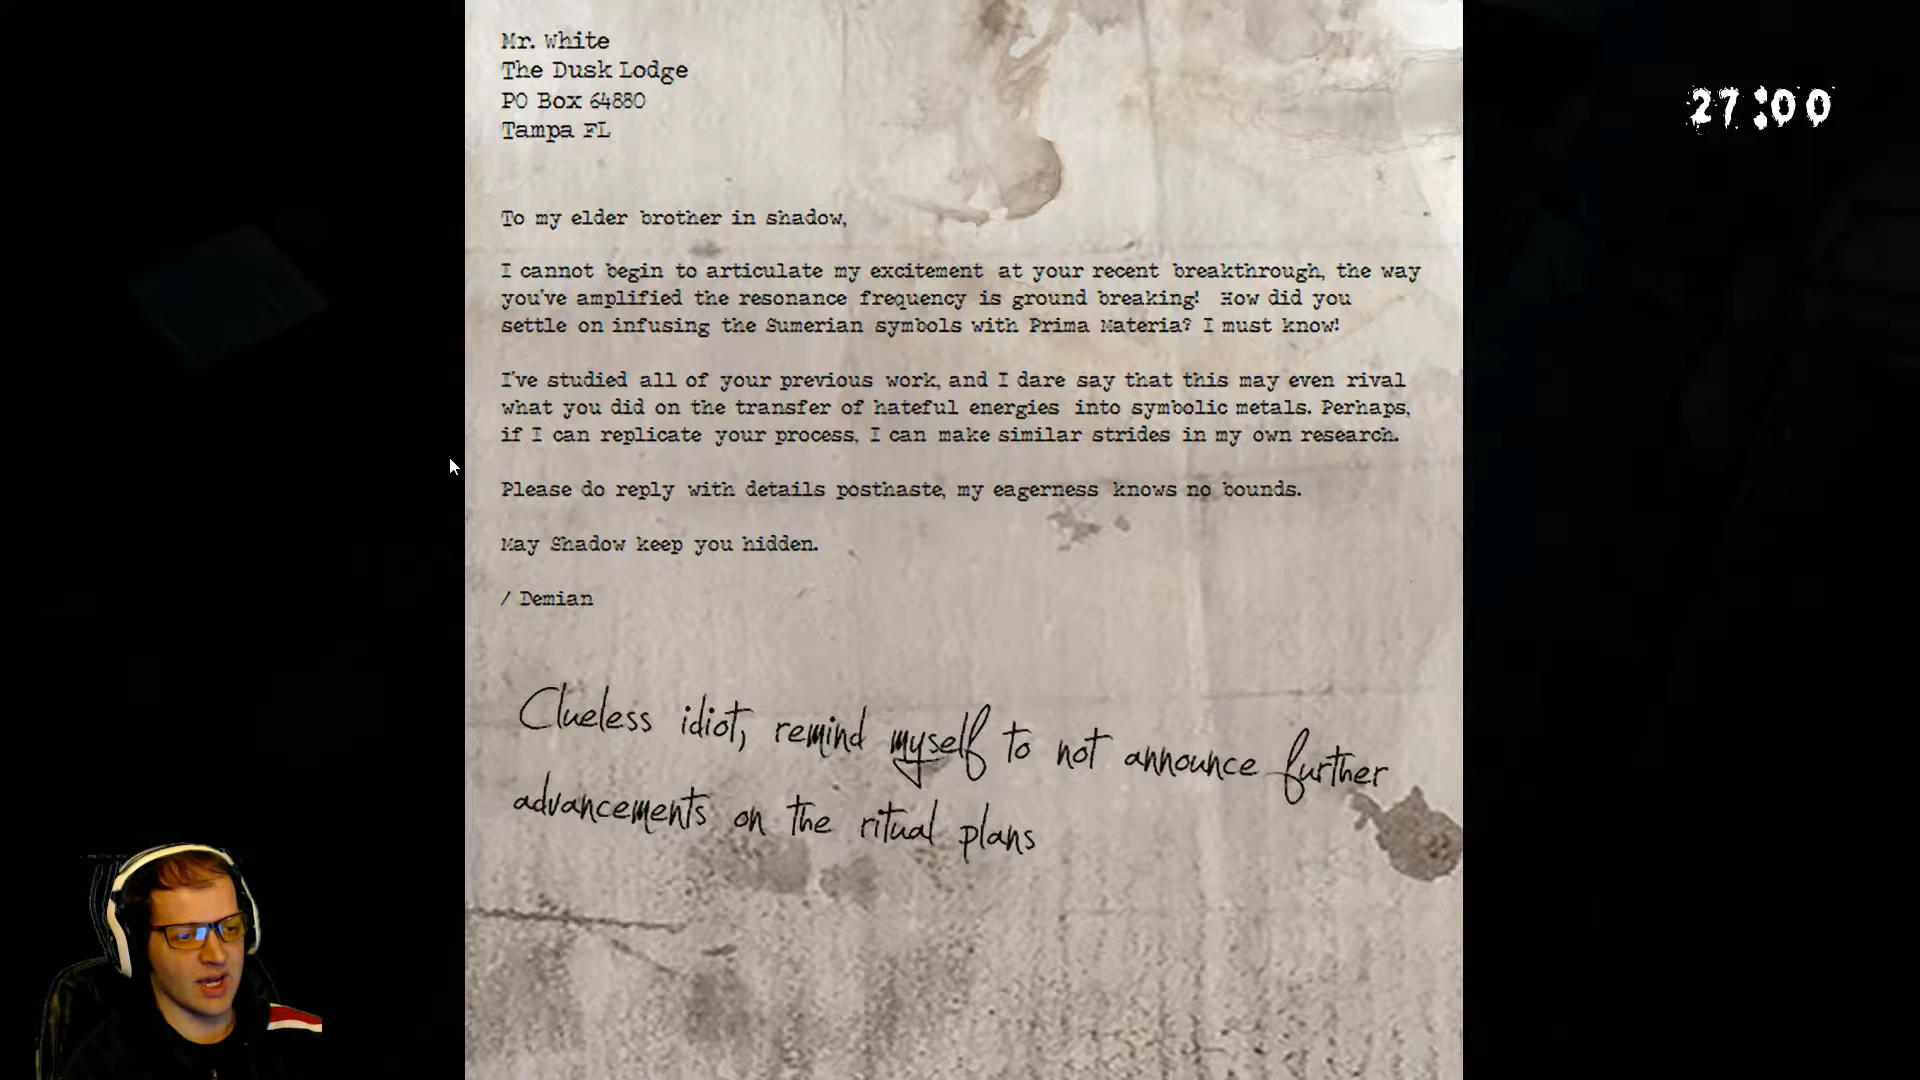 Mr. White
The Dusk Lodge
PO Box 64880
Tampa FL
27:00
To my elder brother in shadow,
I cannot begin to articulate my excitement at your recent breakthrough, the way
you've amplified the resonance frequency is ground breaking! How did you
settle on infusing the Sumerian symbols with Prima Materia? I must know!
I've studied all of your previous work, and I dare say that this may even rival
what you did on the transfer of hateful energies into symbolic metals. Perhaps,
if I can replicate your process, I can make similar strides in my own research.
Please do reply with details posthaste, my eagerness knows no bounds.
May Shadow keep you hidden.
/ Demian
Clueless idiot, remind myself to not announce further
advancements on the ritual plans